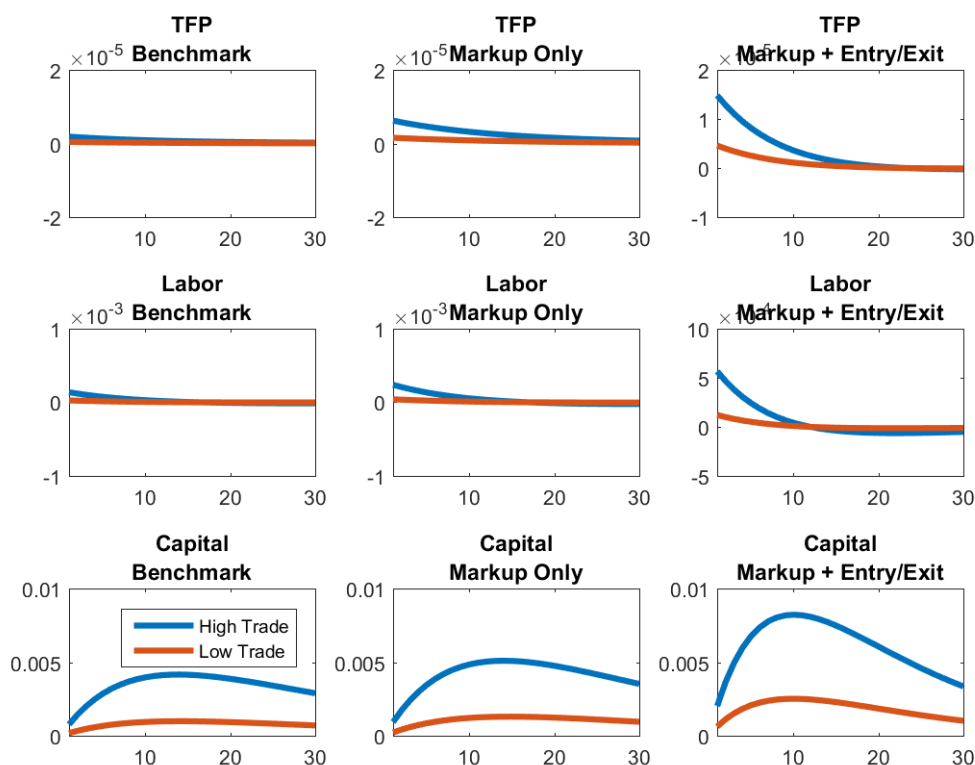 TFP
Benchmark
×10-5
2
0
-2
10 20 30
TFP
Markup Only
×10-5
2
0
-2
10 20 30
TFP
Markup + Entry/Exit
×10-5
2
1
0
-1
10 20 30
Labor
Benchmark
×10-3
1
0
-1
10 20 30
Labor
Markup Only
×10-3
1
0
-1
10 20 30
Labor
Markup + Entry/Exit
×10-4
10
5
0
-5
10 20 30
Capital
Benchmark
0.01
0.005
0
High Trade
Low Trade
10 20 30
Capital
Markup Only
0.01
0.005
0
10 20 30
Capital
Markup + Entry/Exit
0.01
0.005
0
10 20 30